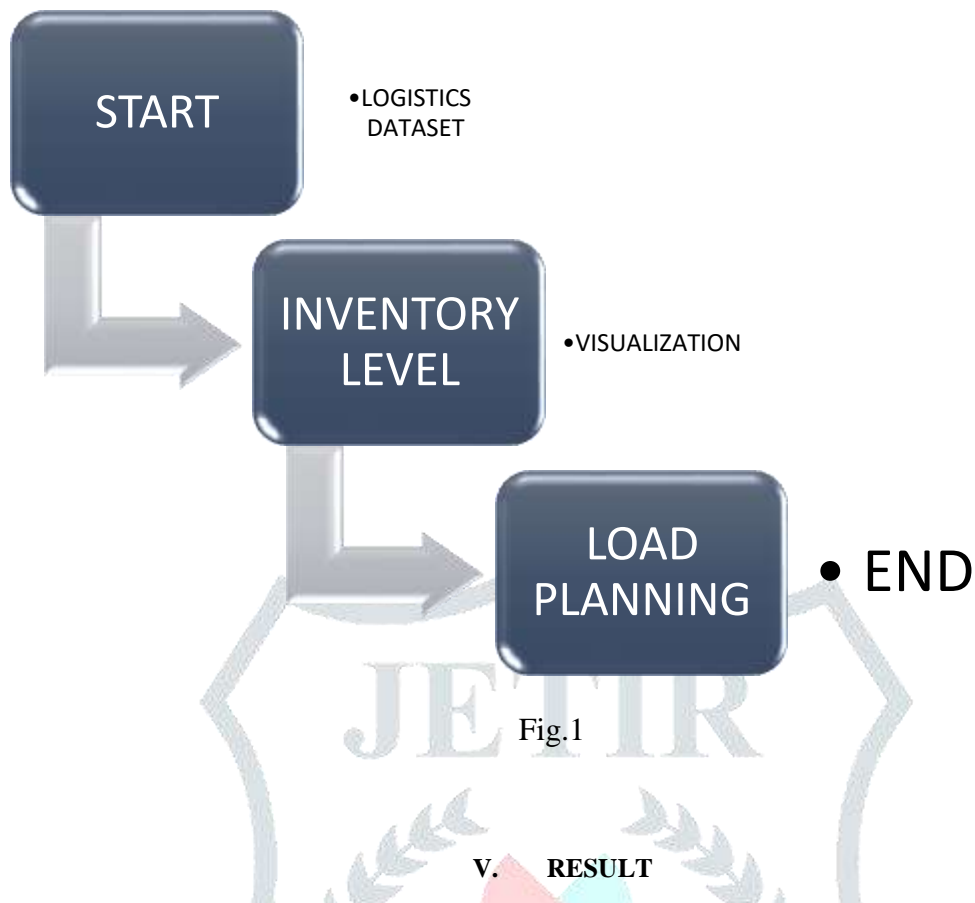 START
•LOGISTICS
DATASET
INVENTORY
LEVEL
•VISUALIZATION
LOAD
PLANNING
• END
JETIR
Fig.1
V. RESULT